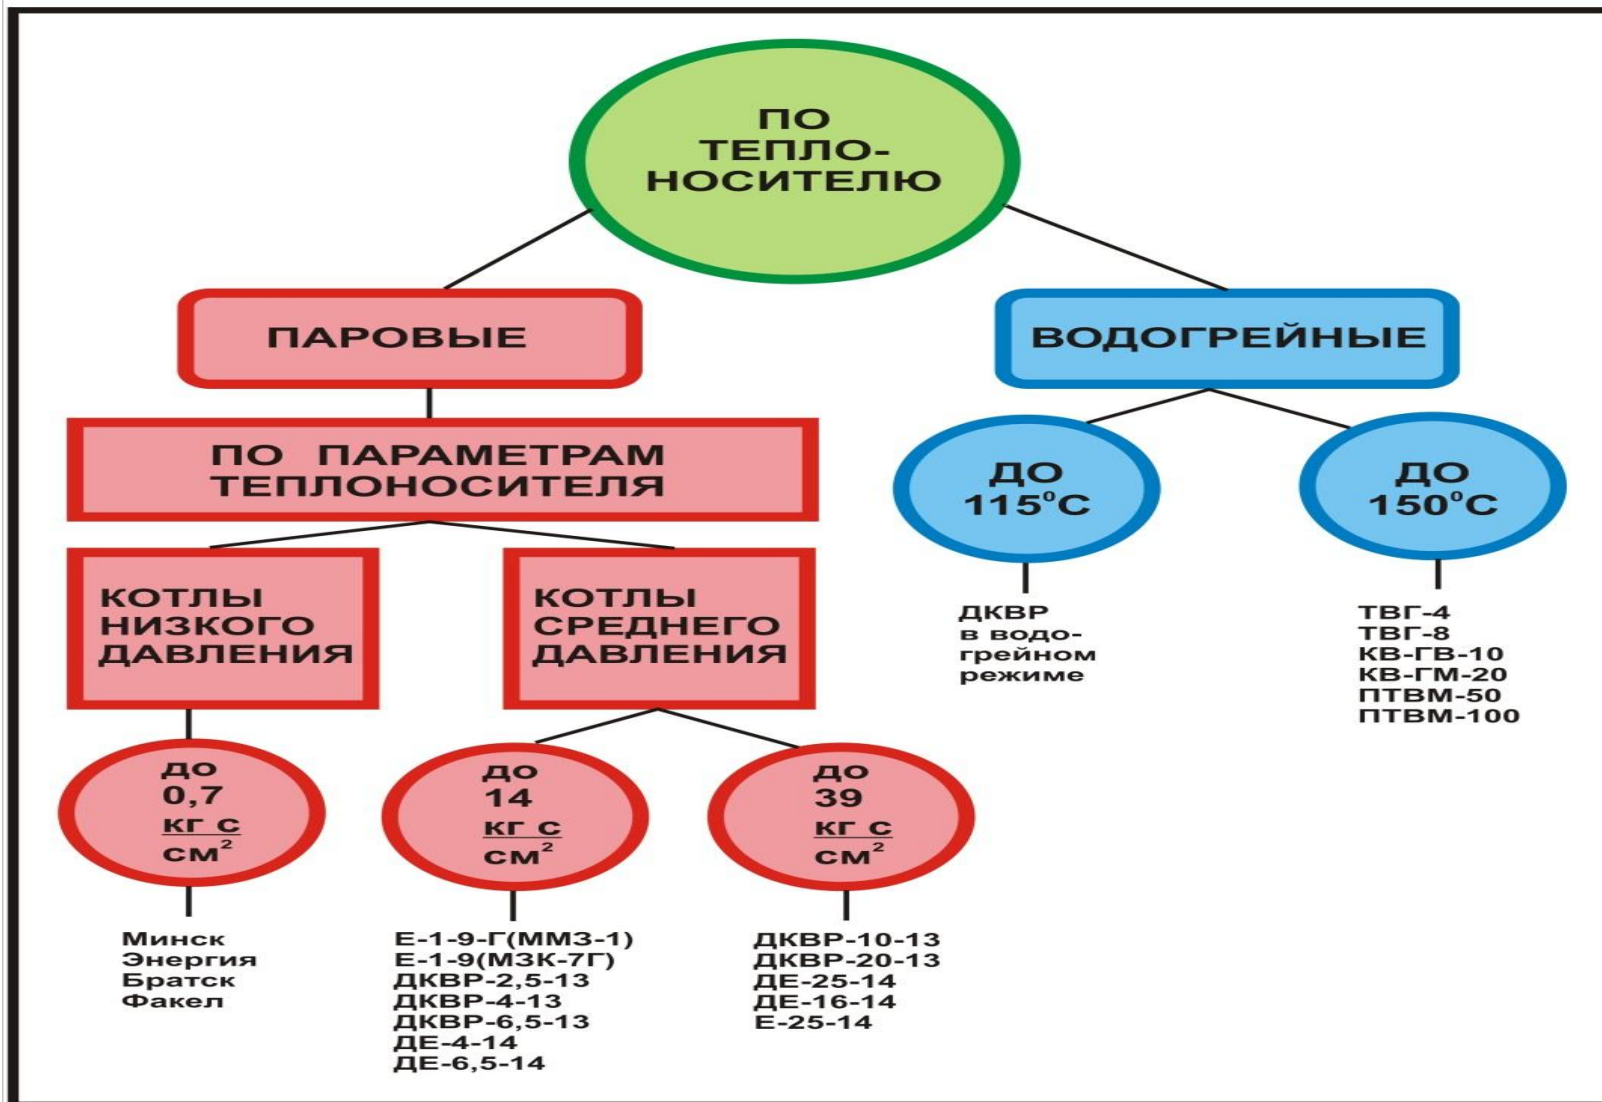 ПО
ТЕПЛО-
НОСИТЕЛЮ
ПАРОВЫЕ
ВОДОГРЕЙНЫЕ
ПО ПАРАМЕТРАМ
ТЕПЛОНОСИТЕЛЯ
ДО
115⁰С
ДО
150⁰С
КОТЛЫ
НИЗКОГО
ДАВЛЕНИЯ
КОТЛЫ
СРЕДНЕГО
ДАВЛЕНИЯ
ДКВР
в водо-
грейном
режиме
ТВГ-4
ТВГ-8
КВ-ГВ-10
КВ-ГМ-20
ПТВМ-50
ПТВМ-100
до
0,7
кг с
см²
до
14
кг с
см²
до
39
кг с
см²
Минск
Энергия
Братск
Факел
Е-1-9-Г(ММЗ-1)
Е-1-9(МЗК-7Г)
ДКВР-2,5-13
ДКВР-4-13
ДКВР-6,5-13
ДЕ-4-14
ДЕ-6,5-14
ДКВР-10-13
ДКВР-20-13
ДЕ-25-14
ДЕ-16-14
Е-25-14